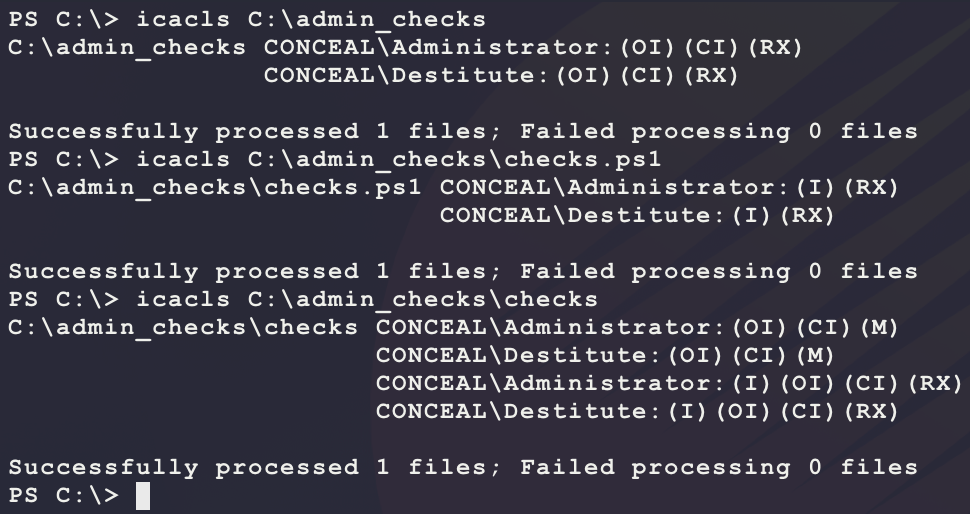 PS C:\> icacls C:\admin_checks
C:\admin_checks CONCEAL\Administrator:(OI)(CI)(RX)
                CONCEAL\Destitute:(OI)(CI)(RX)

Successfully processed 1 files; Failed processing 0 files
PS C:\> icacls C:\admin_checks\checks.ps1
C:\admin_checks\checks.ps1 CONCEAL\Administrator:(I)(RX)
                           CONCEAL\Destitute:(I)(RX)

Successfully processed 1 files; Failed processing 0 files
PS C:\> icacls C:\admin_checks\checks
C:\admin_checks\checks CONCEAL\Administrator:(OI)(CI)(M)
                       CONCEAL\Destitute:(OI)(CI)(M)
                       CONCEAL\Administrator:(I)(OI)(CI)(RX)
                       CONCEAL\Destitute:(I)(OI)(CI)(RX)

Successfully processed 1 files; Failed processing 0 files
PS C:\>